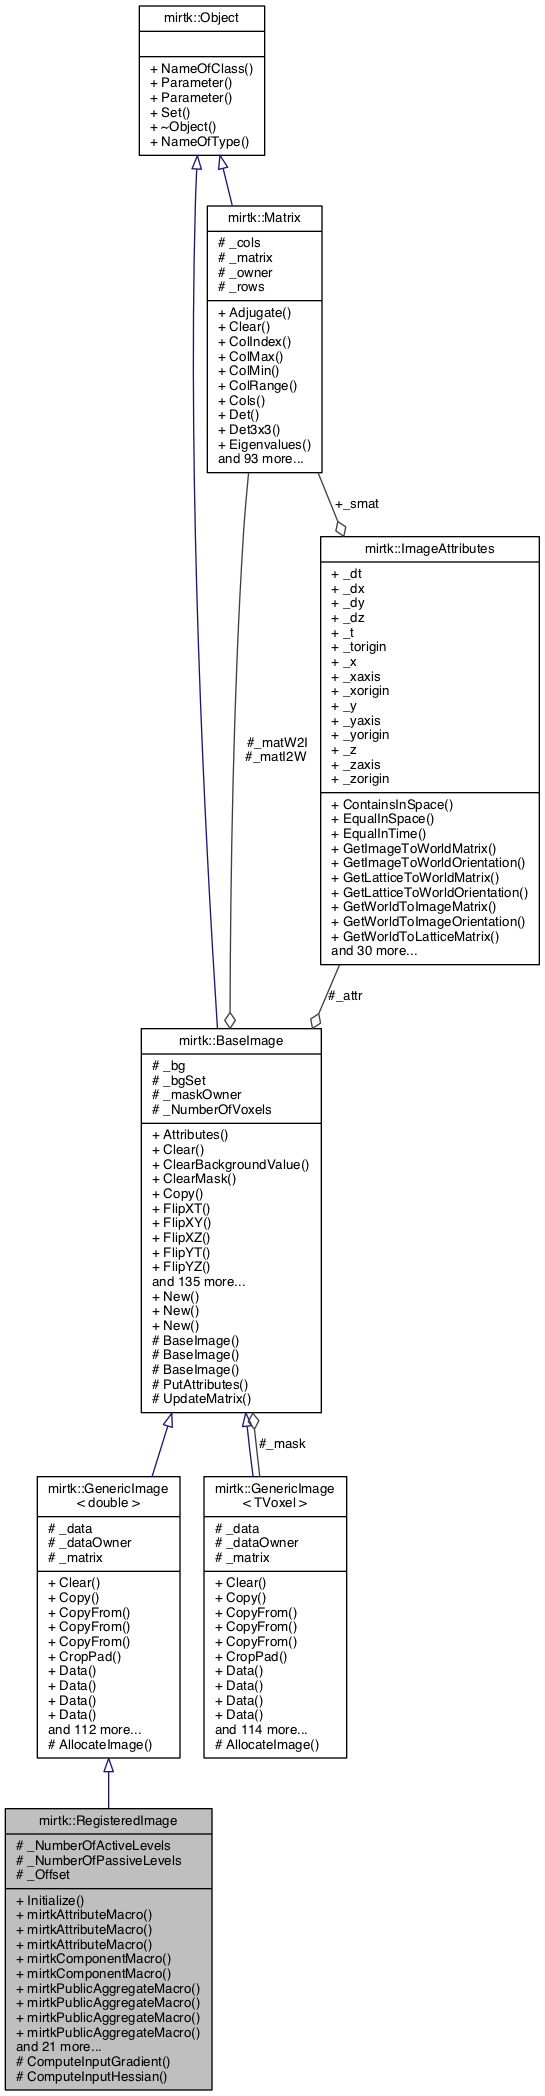 mirtk::Object
+ NameOfClass()
+ Parameter()
+ Parameter()
+ Set()
+ ~Object()
+ NameOfType()
mirtk::Matrix
# _cols
# _matrix
# _owner
# _rows
+ Adjugate()
+ Clear()
+ ColIndex()
+ ColMax()
+ ColMin()
+ ColRange()
+ Cols()
+ Det()
+ Det3x3()
+ Eigenvalues()
and 93 more...
+_smat
mirtk::ImageAttributes
+ _dt
+ _dx
+ _dy
+ _dz
+ _t
+ _torigin
+ _x
+ _xaxis
+ _xorigin
+ _y
+ _yaxis
+ _yorigin
+ _z
+ _zaxis
+ _zorigin
+ ContainsInSpace()
+ EqualInSpace()
+ EqualInTime()
+ GetImageToWorldMatrix()
+ GetImageToWorldOrientation()
+ GetLatticeToWorldMatrix()
+ GetLatticeToWorldOrientation()
+ GetWorldToImageMatrix()
+ GetWorldToImageOrientation()
+ GetWorldToLatticeMatrix()
and 30 more...
#_matW2I
#_matI2W
#_attr
mirtk::BaseImage
# _bg
# _bgSet
# _maskOwner
# _NumberOfVoxels
+ Attributes()
+ Clear()
+ ClearBackgroundValue()
+ ClearMask()
+ Copy()
+ FlipXT()
+ FlipXY()
+ FlipXZ()
+ FlipYT()
+ FlipYZ()
and 135 more...
+ New()
+ New()
+ New()
# BaseImage()
# BaseImage()
# BaseImage()
# PutAttributes()
# UpdateMatrix()
#_mask
mirtk::GenericImage
< double >
# _data
# _dataOwner
# _matrix
+ Clear()
+ Copy()
+ CopyFrom()
+ CopyFrom()
+ CopyFrom()
+ CropPad()
+ Data()
+ Data()
+ Data()
+ Data()
and 112 more...
# AllocateImage()
mirtk::GenericImage
< TVoxel >
# _data
# _dataOwner
# _matrix
+ Clear()
+ Copy()
+ CopyFrom()
+ CopyFrom()
+ CopyFrom()
+ CropPad()
+ Data()
+ Data()
+ Data()
+ Data()
and 114 more...
# AllocateImage()
mirtk::RegisteredImage
# _NumberOfActiveLevels
# _NumberOfPassiveLevels
# _Offset
+ Initialize()
+ mirtkAttributeMacro()
+ mirtkAttributeMacro()
+ mirtkAttributeMacro()
+ mirtkComponentMacro()
+ mirtkComponentMacro()
+ mirtkPublicAggregateMacro()
+ mirtkPublicAggregateMacro()
+ mirtkPublicAggregateMacro()
+ mirtkPublicAggregateMacro()
and 21 more...
# ComputeInputGradient()
# ComputeInputHessian()